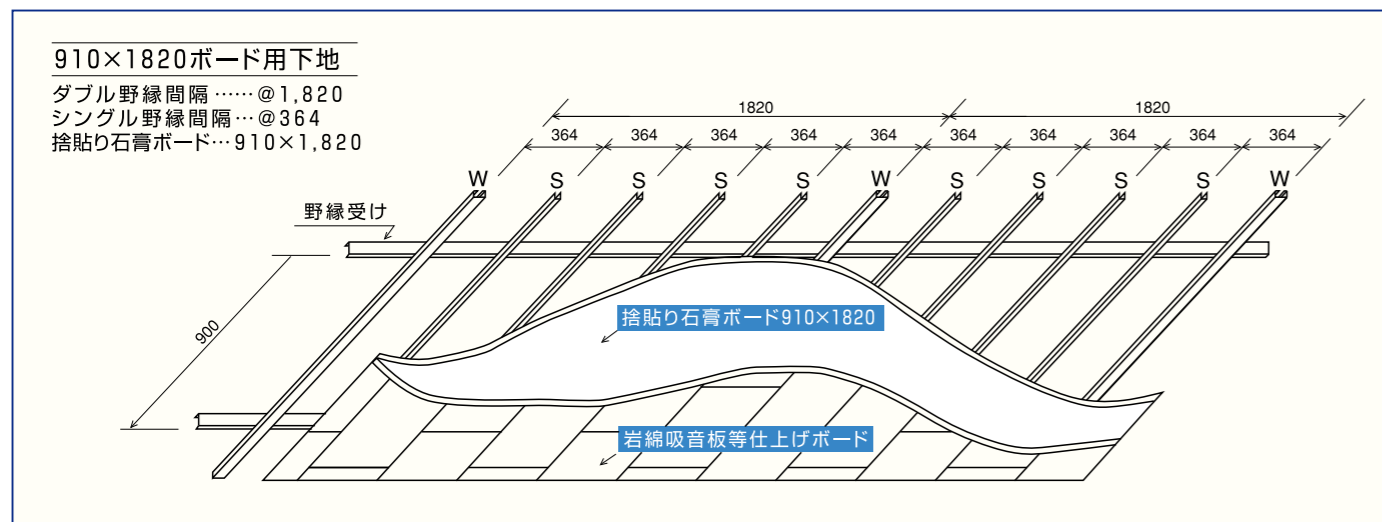 910×1820ボード用下地
ダブル野縁間隔……@1,820
シングル野縁間隔…@364
捨貼り石膏ボード…910×1,820
1820 1820
364 364 364 364 364 364 364 364 364 364
W S S S S W S S S S W
野縁受け
900
捨貼り石膏ボード910×1820
岩綿吸音板等仕上げボード